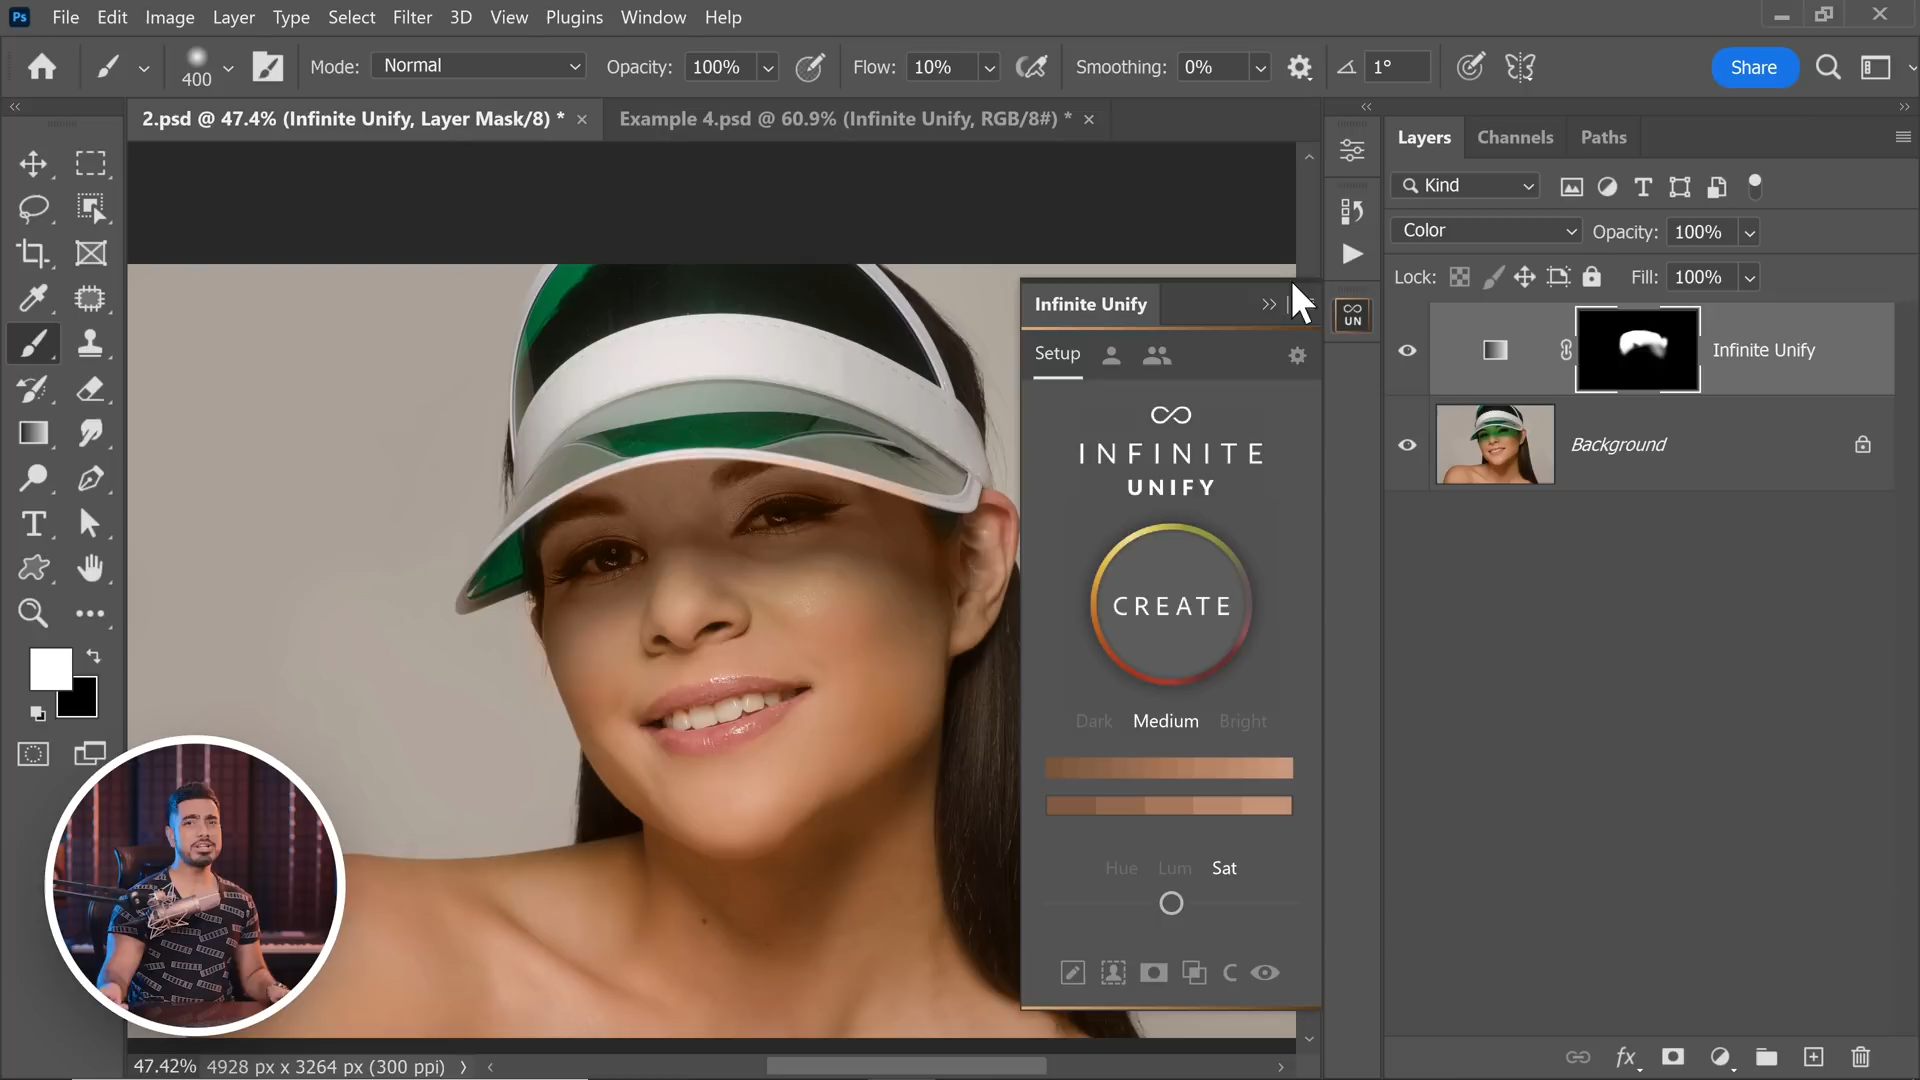 Ps File Edit Image Layer Type Select Filter 3D View Plugins Window Help
400 Mode: Normal Opacity: 100% Flow: 10% Smoothing: 0% 1° Share
2.psd @ 47.4% (Infinite Unify, Layer Mask/8) * Example 4.psd @ 60.9% (Infinite Unify, RGB/8#) *
Layers Channels Paths
Kind
Color Opacity: 100%
Lock: Fill: 100%
Infinite Unify
Background
UN
Infinite Unify
Setup
INFINITE
UNIFY
CREATE
Dark Medium Bright
Hue Lum Sat
C
47.42% 4928 px x 3264 px (300 ppi)
fx